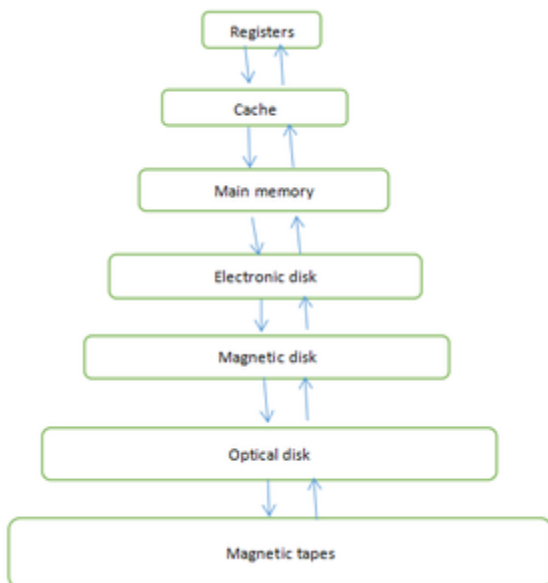 Registers
Cache
Main memory
Electronic disk
Magnetic disk
Optical disk
Magnetic tapes